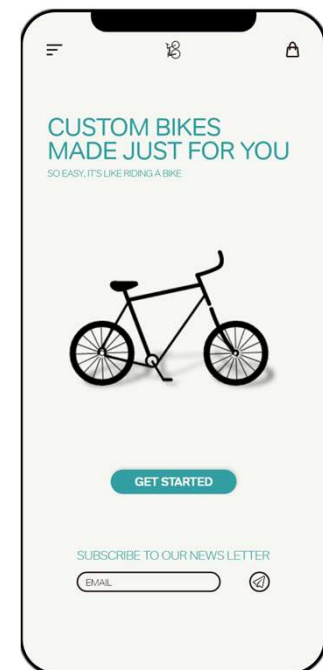 CUSTOM BIKES
MADE JUST FOR YOU
SO EASY, IT'S LIKE RIDING A BIKE
GET STARTED
SUBSCRIBE TO OUR NEWS LETTER
EMAIL